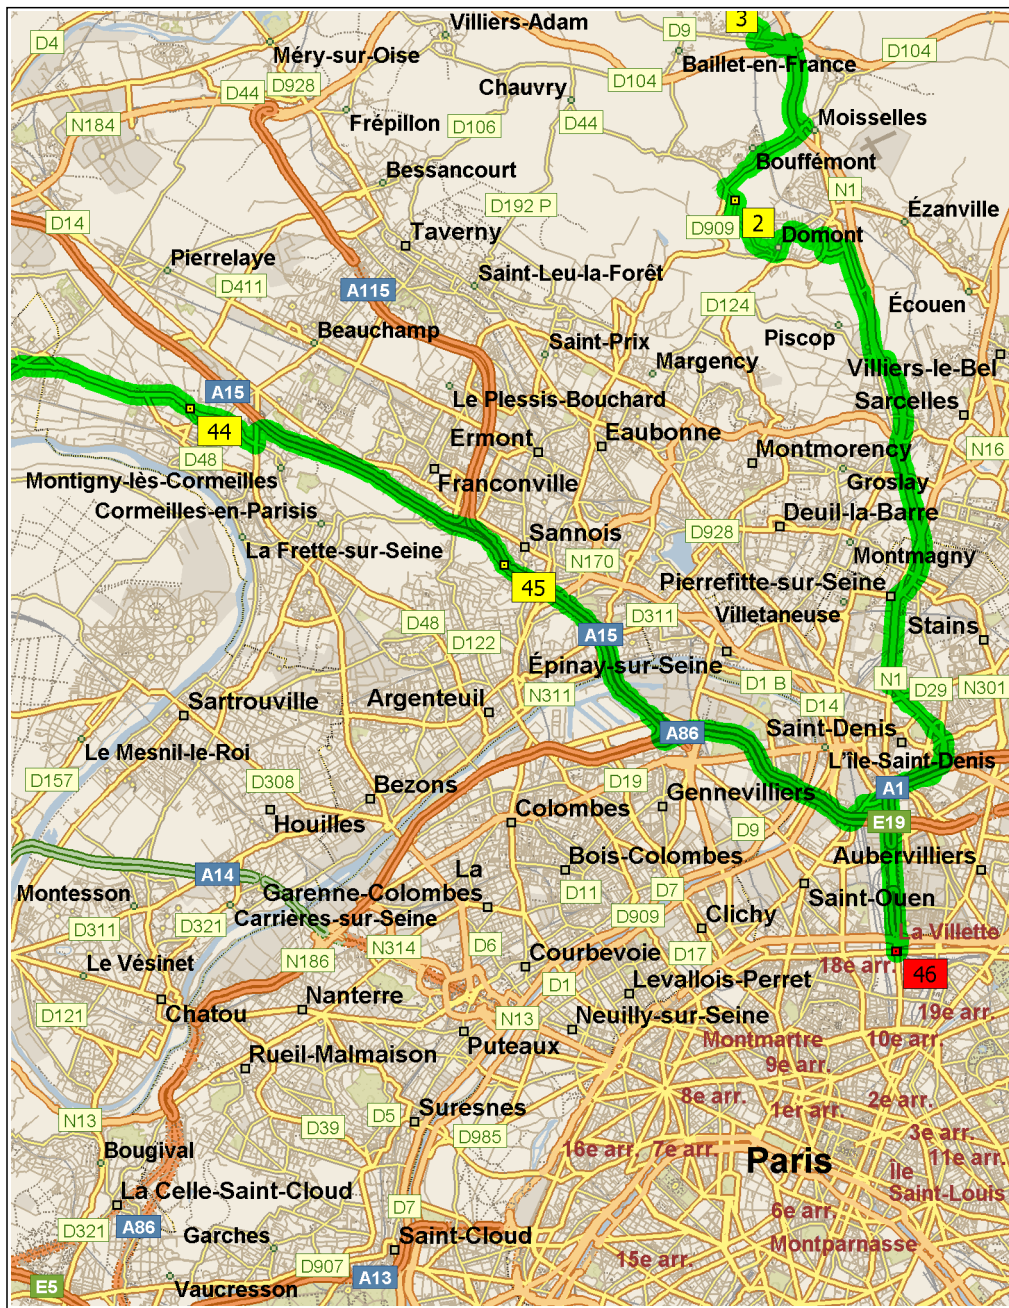 Villiers-Adam
3
D9
D4
Méry-sur-Oise
D104
Baillet-en-France
D104
D44
D928
Chauvry
N184
Frépillon
D106
D44
Moisselles
Bessancourt
Bouffémont
D192 P
N1
Ézanville
D14
Taverny
D909
2
Domont
Pierrelaye
Saint-Leu-la-Forêt
D411
A115
D124
Écouen
Beauchamp
Saint-Prix
Piscop
Margency
Villiers-le-Bel
A15
Le Plessis-Bouchard
Sarcelles
44
Ermont
Eaubonne
Montmorency
N16
D48
Montigny-lès-Cormeilles
Franconville
Groslay
Cormeilles-en-Parisis
Deuil-la-Barre
La Frette-sur-Seine
Sannois
D928
Montmagny
N170
45
Pierrefitte-sur-Seine
Villetaneuse
D48
D311
Stains
D122
A15
Épinay-sur-Seine
Sartrouville
Argenteuil
N311
D1 B
N1
D29
N301
D14
A86
Saint-Denis
Le Mesnil-le-Roi
L'île-Saint-Denis
D157
D308
Bezons
D19
Gennevilliers
A1
Houilles
Colombes
D9
E19
A14
La
Garenne-Colombes
Bois-Colombes
Aubervilliers
Montesson
D11
D7
Saint-Ouen
D321
Carrières-sur-Seine
D909
Clichy
D311
La Villette
N314
D6
Courbevoie
D17
Le Vésinet
N186
18e arr.
46
D1
Levallois-Perret
Nanterre
D121
Chatou
N13
Neuilly-sur-Seine
19e arr.
Puteaux
Montmartre
10e arr.
Rueil-Malmaison
9e arr.
8e arr.
1er arr.
2e arr.
N13
D5
Suresnes
D39
D985
3e arr.
Bougival
16e arr.
7e arr.
Paris
11e arr.
Île
Saint-Louis
La Celle-Saint-Cloud
D7
6e arr.
D321
A86
Garches
Saint-Cloud
Montparnasse
D907
15e arr.
E5
Vaucresson
A13